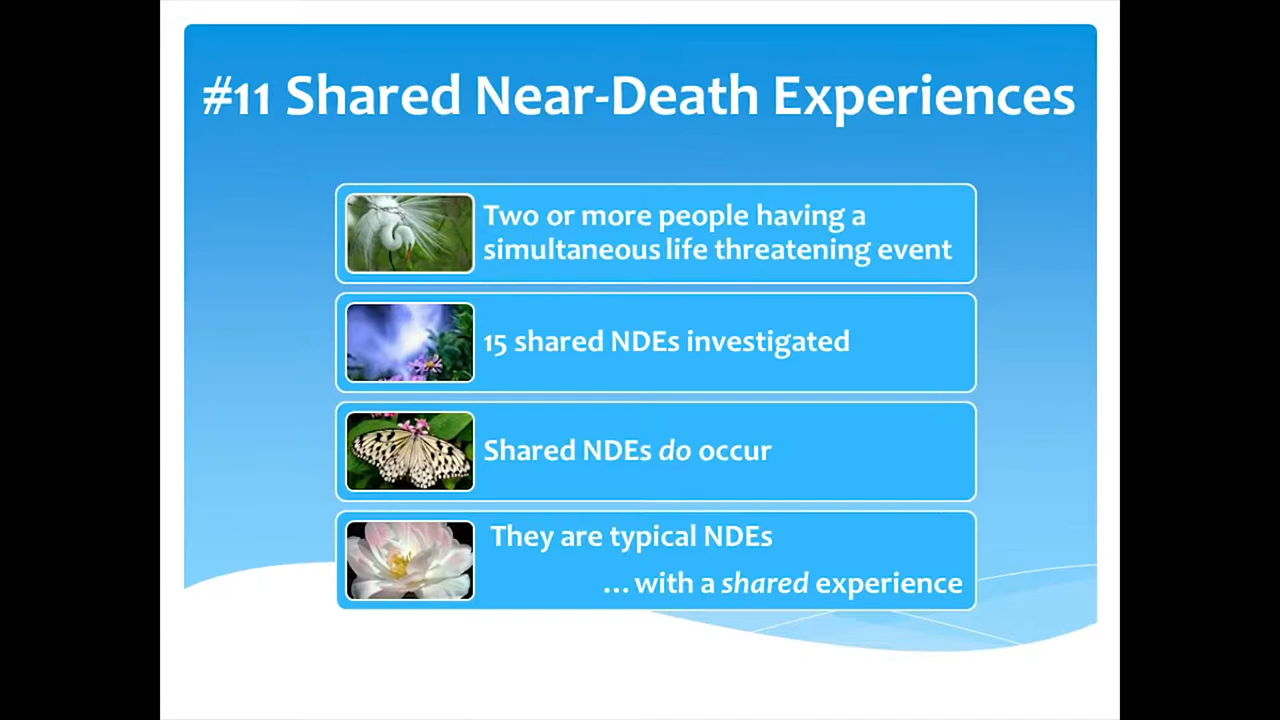 #11 Shared Near-Death Experiences
Two or more people having a
simultaneous life threatening event
15 shared NDEs investigated
Shared NDEs do occur
They are typical NDEs
...with a shared experience